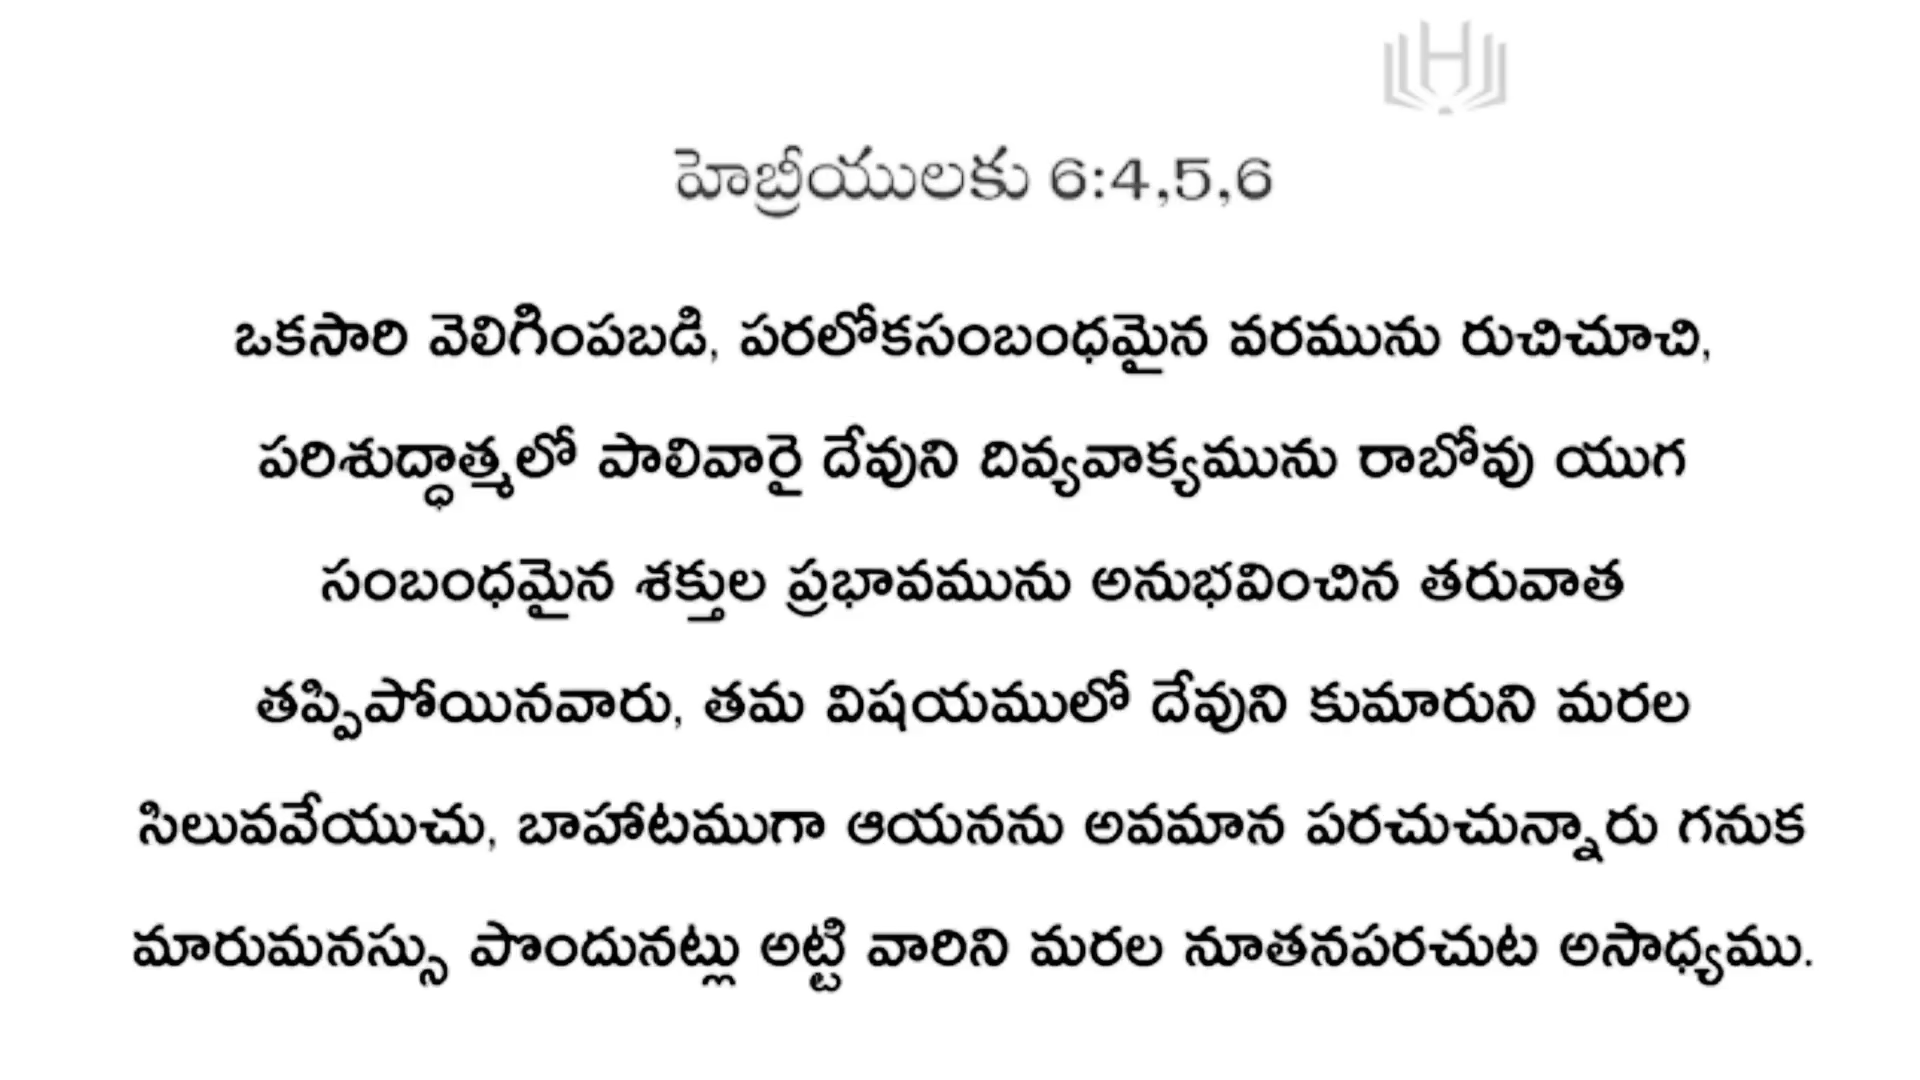 హెబ్రీయులకు 6:4,5,6
ఒకసారి వెలిగింపబడి, పరలోకసంబంధమైన వరమును రుచిచూచి,
పరిశుద్ధాత్మలో పాలివారై దేవుని దివ్యవాక్యమును రాబోవు యుగ
సంబంధమైన శక్తుల ప్రభావమును అనుభవించిన తరువాత
తప్పిపోయినవారు, తమ విషయములో దేవుని కుమారుని మరల
సిలువవేయుచు, బాహాటముగా ఆయనను అవమాన పరచుచున్నారు గనుక
మారుమనస్సు పొందునట్లు అట్టి వారిని మరల నూతనపరచుట అసాధ్యము.